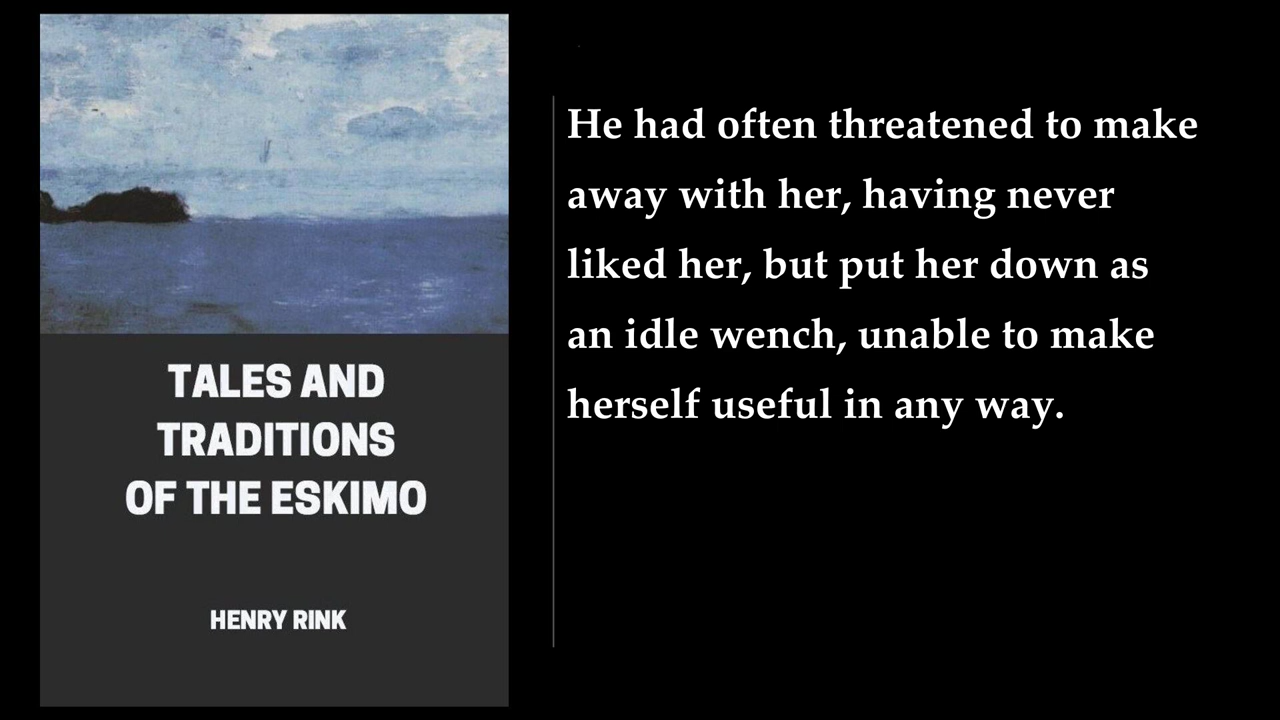 TALES AND
TRADITIONS
OF THE ESKIMO
HENRY RINK
He had often threatened to make
away with her, having never
liked her, but put her down as
an idle wench, unable to make
herself useful in any way.